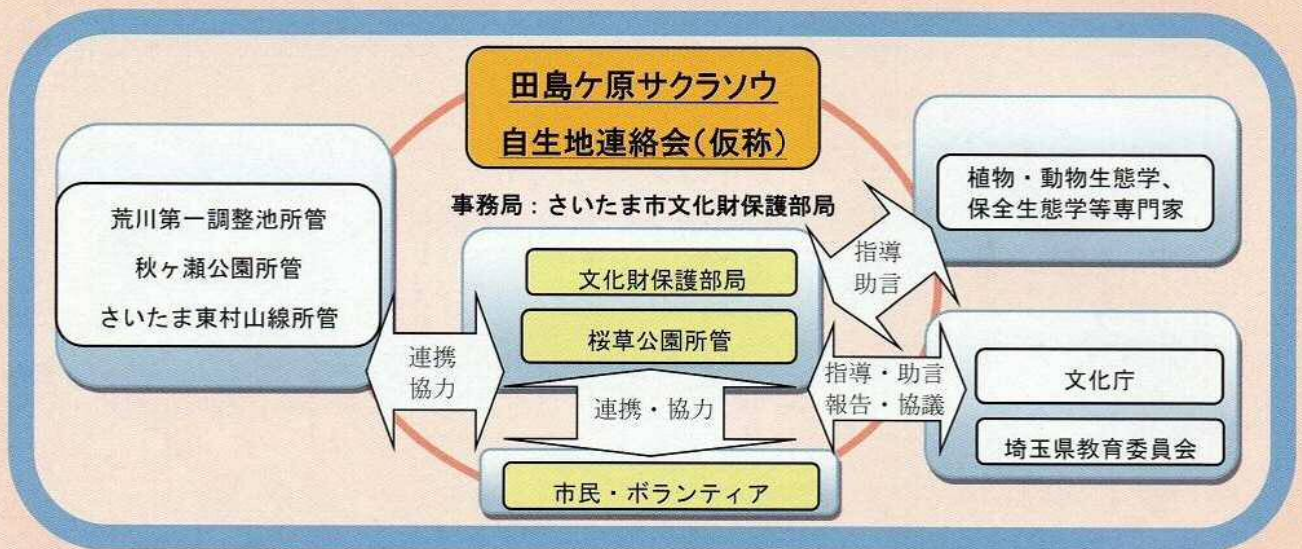 田島ケ原サクラソウ
自生地連絡会(仮称)
事務局：さいたま市文化財保護部局
荒川第一調整池所管
秋ヶ瀬公園所管
さいたま東村山線所管
連携
協力
文化財保護部局
桜草公園所管
連携・協力
市民・ボランティア
指導
助言
植物・動物生態学、
保全生態学等専門家
指導・助言
報告・協議
文化庁
埼玉県教育委員会